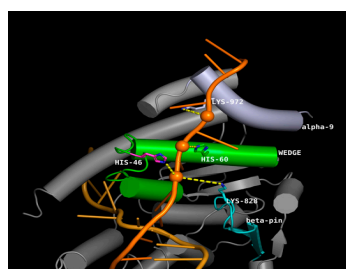 LYS-972
alpha-9
WEDGE
HIS-46
HIS-60
LYS-828
beta-pin